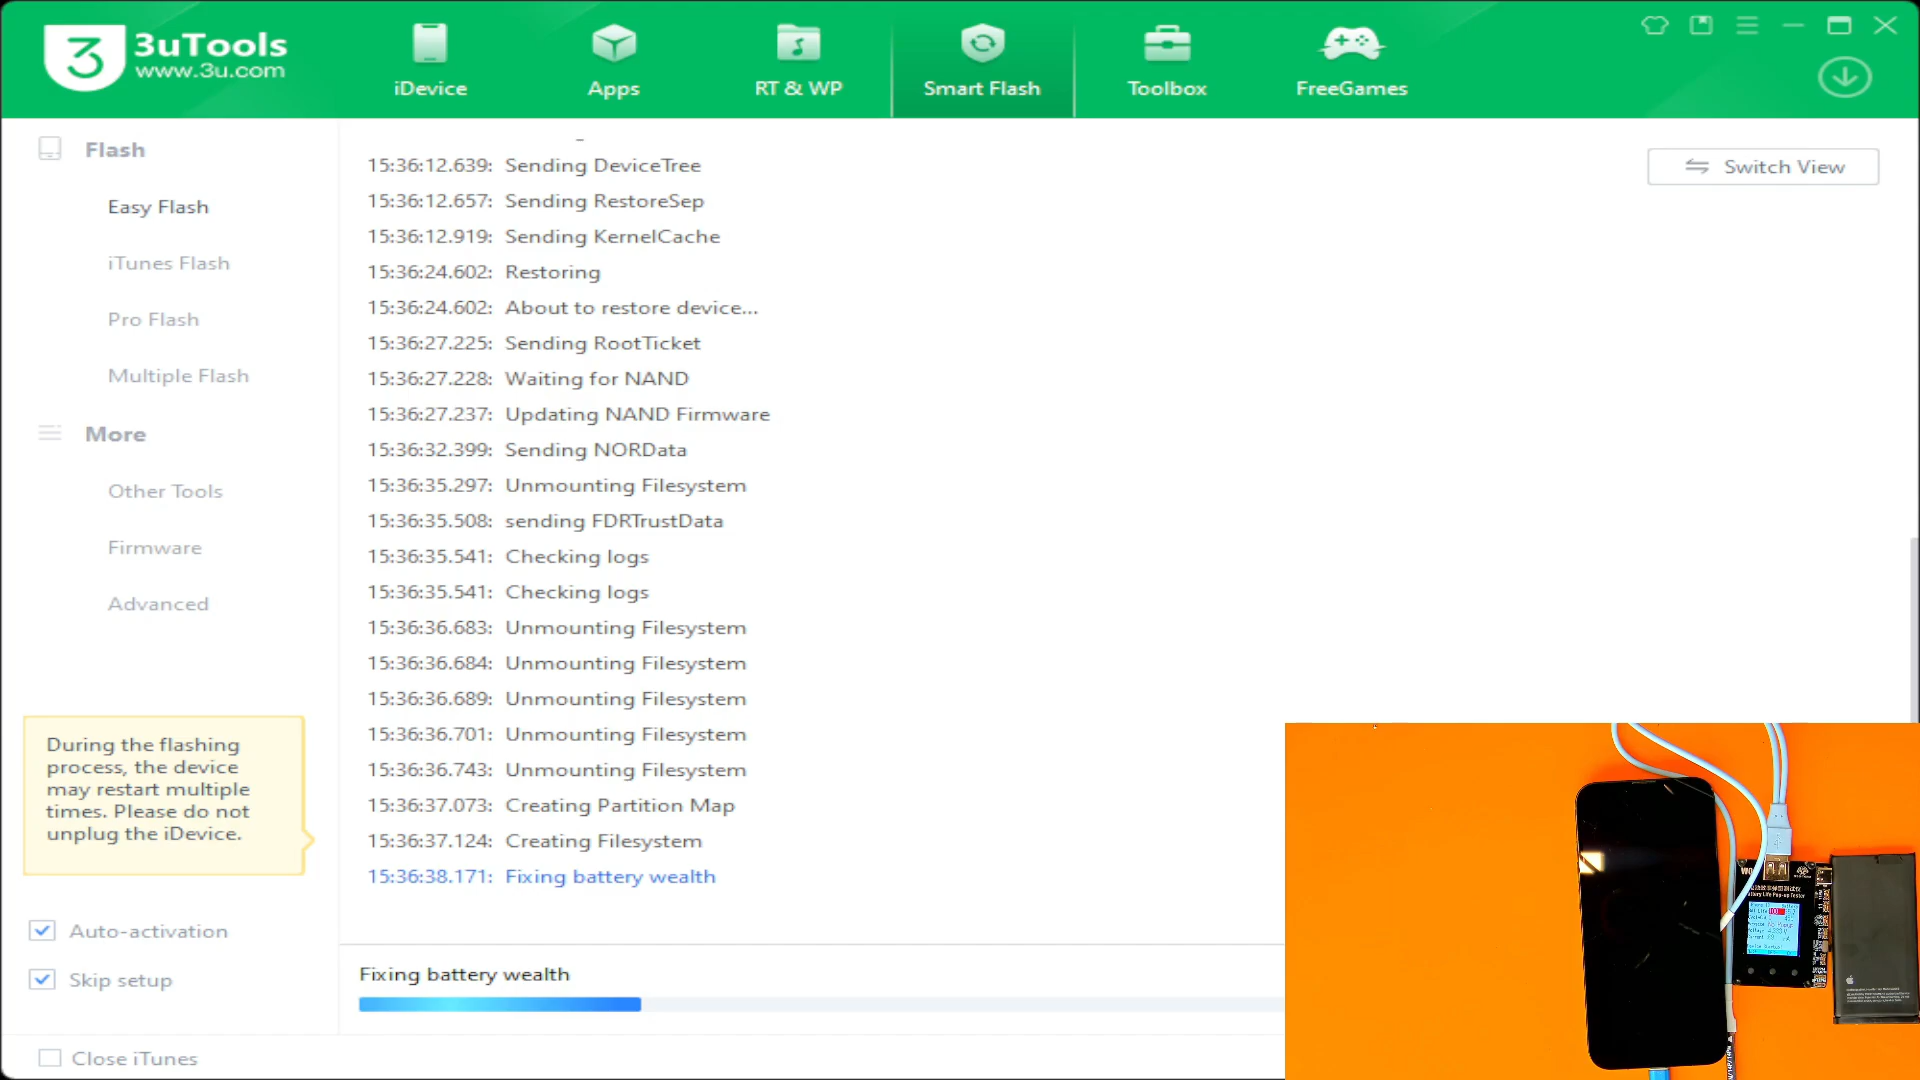 3uTools
www.3u.com
iDevice
Apps
RT & WP
Smart Flash
Toolbox
FreeGames
Flash
Easy Flash
iTunes Flash
Pro Flash
Multiple Flash
More
Other Tools
Firmware
Advanced
During the flashing
process, the device
may restart multiple
times. Please do not
unplug the iDevice.
Auto-activation
Skip setup
Close iTunes
Switch View
15:36:12.639: Sending DeviceTree
15:36:12.657: Sending RestoreSep
15:36:12.919: Sending KernelCache
15:36:24.602: Restoring
15:36:24.602: About to restore device...
15:36:27.225: Sending RootTicket
15:36:27.228: Waiting for NAND
15:36:27.237: Updating NAND Firmware
15:36:32.399: Sending NORData
15:36:35.297: Unmounting Filesystem
15:36:35.508: sending FDRTrustData
15:36:35.541: Checking logs
15:36:35.541: Checking logs
15:36:36.683: Unmounting Filesystem
15:36:36.684: Unmounting Filesystem
15:36:36.689: Unmounting Filesystem
15:36:36.701: Unmounting Filesystem
15:36:36.743: Unmounting Filesystem
15:36:37.073: Creating Partition Map
15:36:37.124: Creating Filesystem
15:36:38.171: Fixing battery wealth
Fixing battery wealth
Battery Life Pop-up Tester